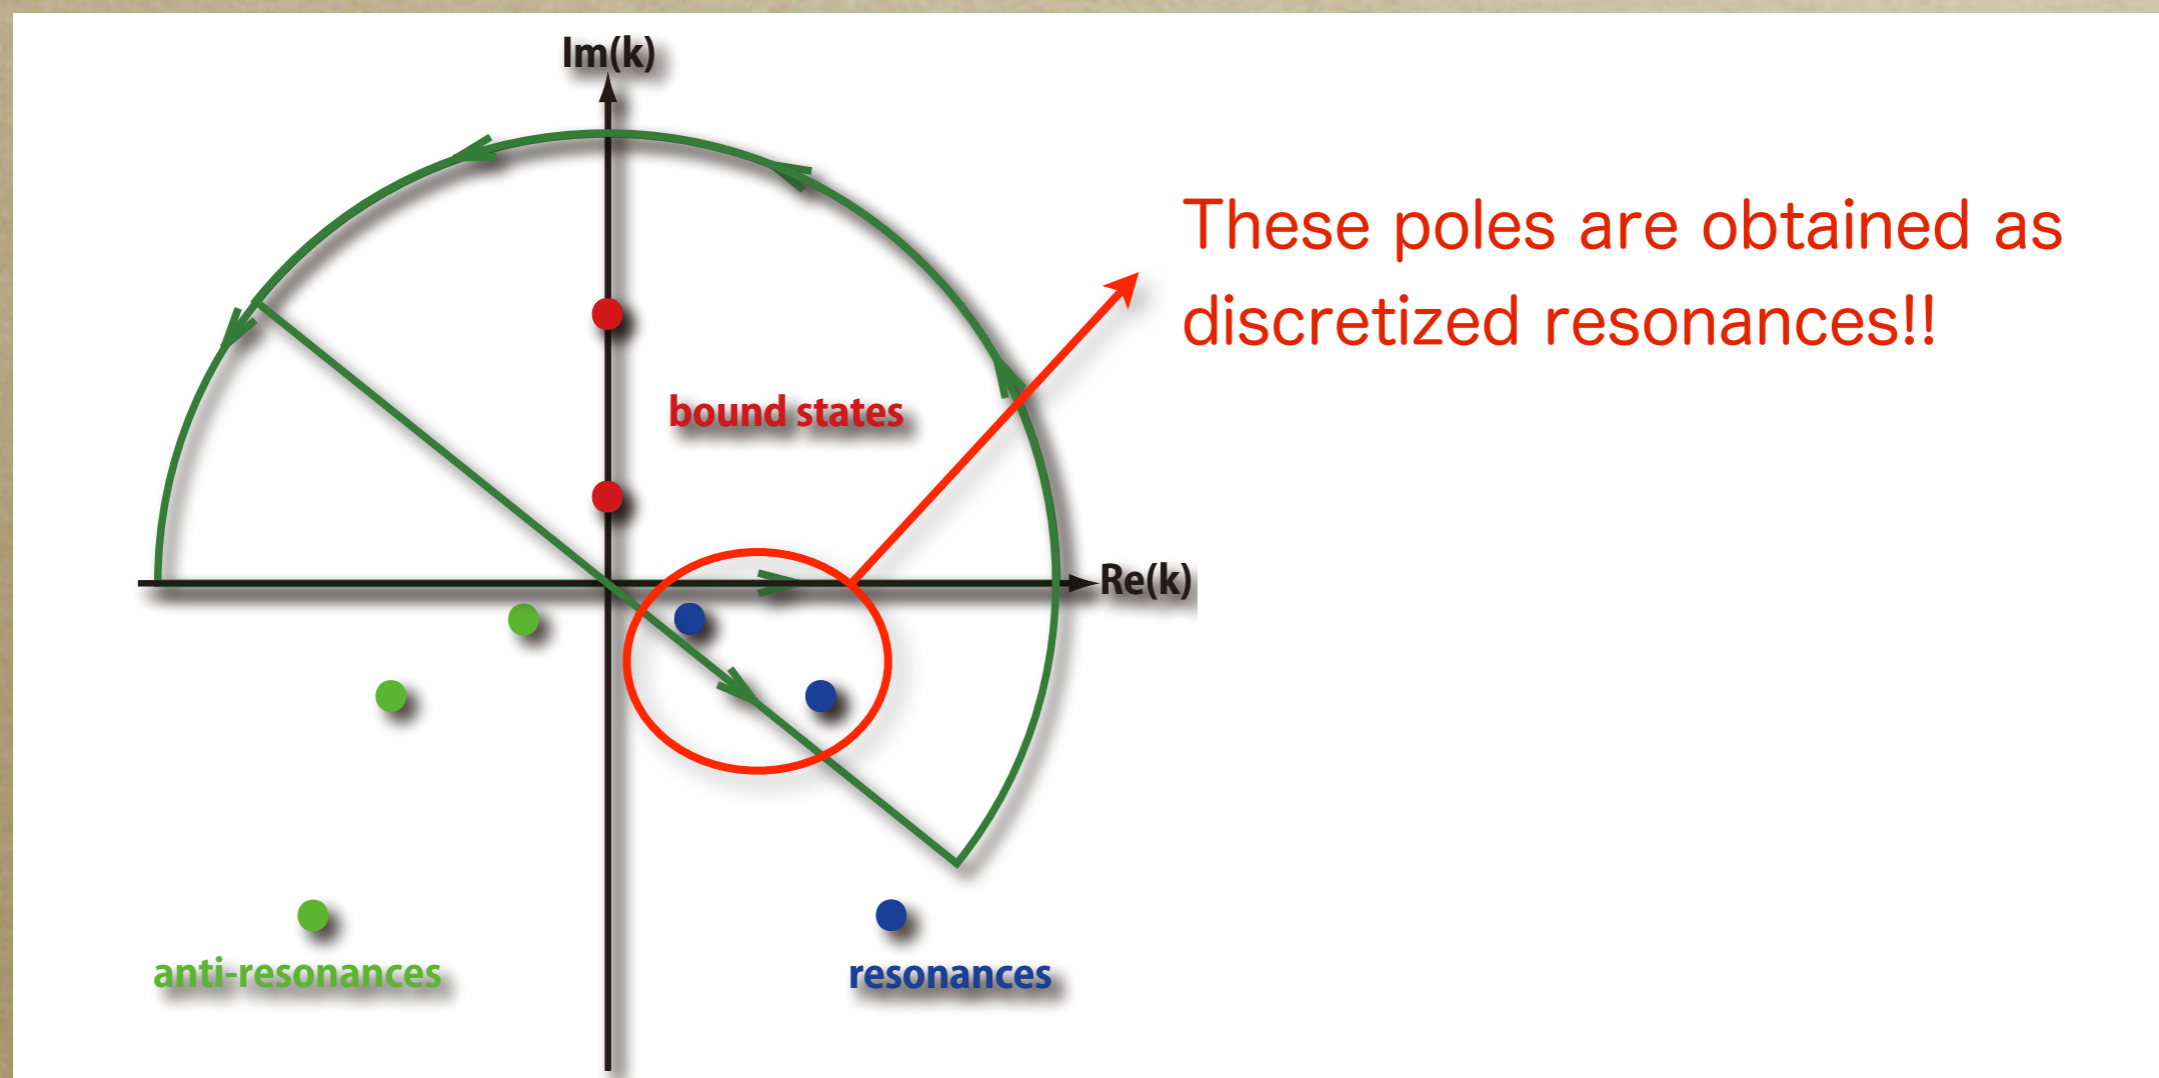 Im(k)
These poles are obtained as
discretized resonances!!
bound states
Re(k)
anti-resonances
resonances